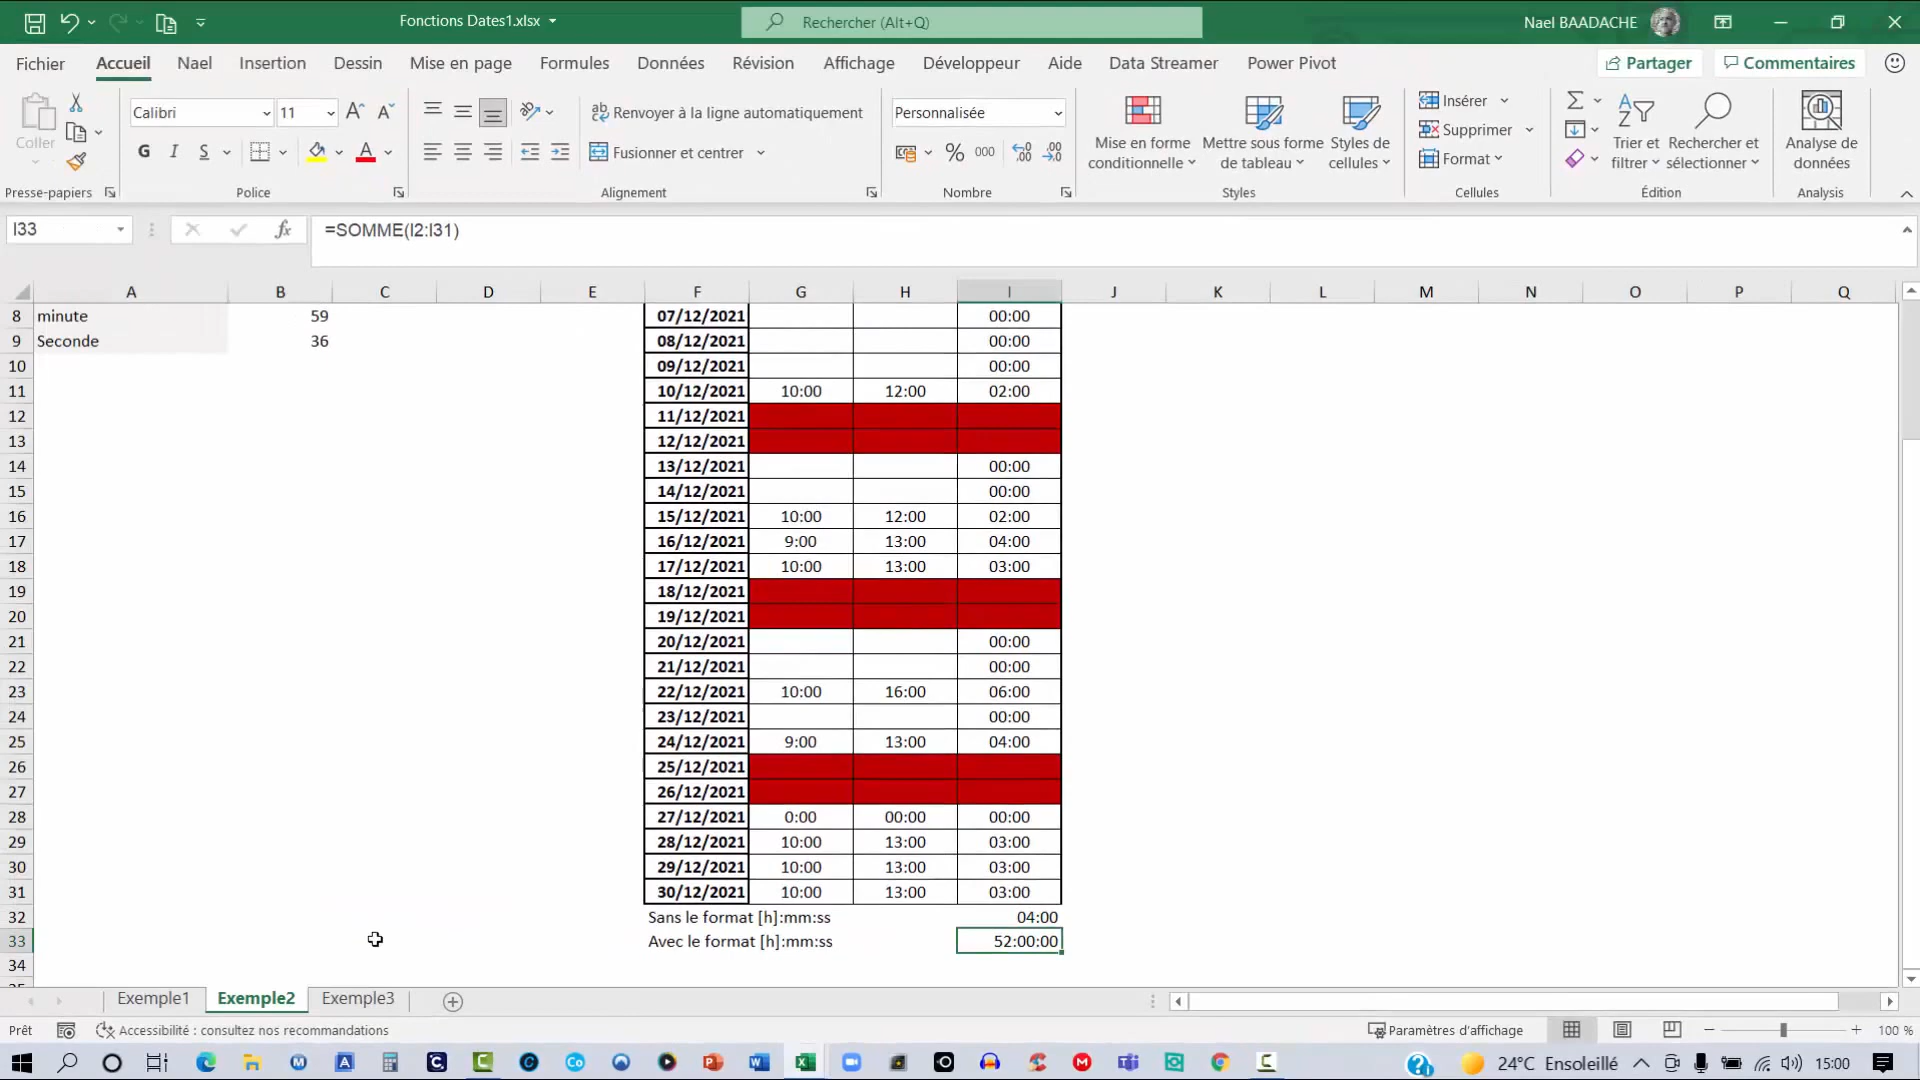 Fonctions Dates1.xlsx
Rechercher (Alt+Q)
Nael BAADACHE
Fichier Accueil Nael Insertion Dessin Mise en page Formules Données Révision Affichage Développeur Aide Data Streamer Power Pivot Partager Commentaires
Coller
Presse-papiers
Calibri 11
G I S
Police
Renvoyer à la ligne automatiquement
Fusionner et centrer
Alignement
Personnalisée
% 000
Nombre
Mise en forme conditionnelle
Mettre sous forme de tableau
Styles de cellules
Styles
Insérer
Supprimer
Format
Cellules
Trier et filtrer
Rechercher et sélectionner
Édition
Analyse de données
Analysis
I33 fx =SOMME(I2:I31)
A B C D E F G H I J K L M N O P Q
8 minute 59 07/12/2021 00:00
9 Seconde 36 08/12/2021 00:00
10 09/12/2021 00:00
11 10/12/2021 10:00 12:00 02:00
12 11/12/2021
13 12/12/2021
14 13/12/2021 00:00
15 14/12/2021 00:00
16 15/12/2021 10:00 12:00 02:00
17 16/12/2021 9:00 13:00 04:00
18 17/12/2021 10:00 13:00 03:00
19 18/12/2021
20 19/12/2021
21 20/12/2021 00:00
22 21/12/2021 00:00
23 22/12/2021 10:00 16:00 06:00
24 23/12/2021 00:00
25 24/12/2021 9:00 13:00 04:00
26 25/12/2021
27 26/12/2021
28 27/12/2021 0:00 00:00 00:00
29 28/12/2021 10:00 13:00 03:00
30 29/12/2021 10:00 13:00 03:00
31 30/12/2021 10:00 13:00 03:00
32 Sans le format [h]:mm:ss 04:00
33 Avec le format [h]:mm:ss 52:00:00
34
Exemple1 Exemple2 Exemple3
Prêt Accessibilité : consultez nos recommandations Paramètres d'affichage 100 %
24°C Ensoleillé 15:00